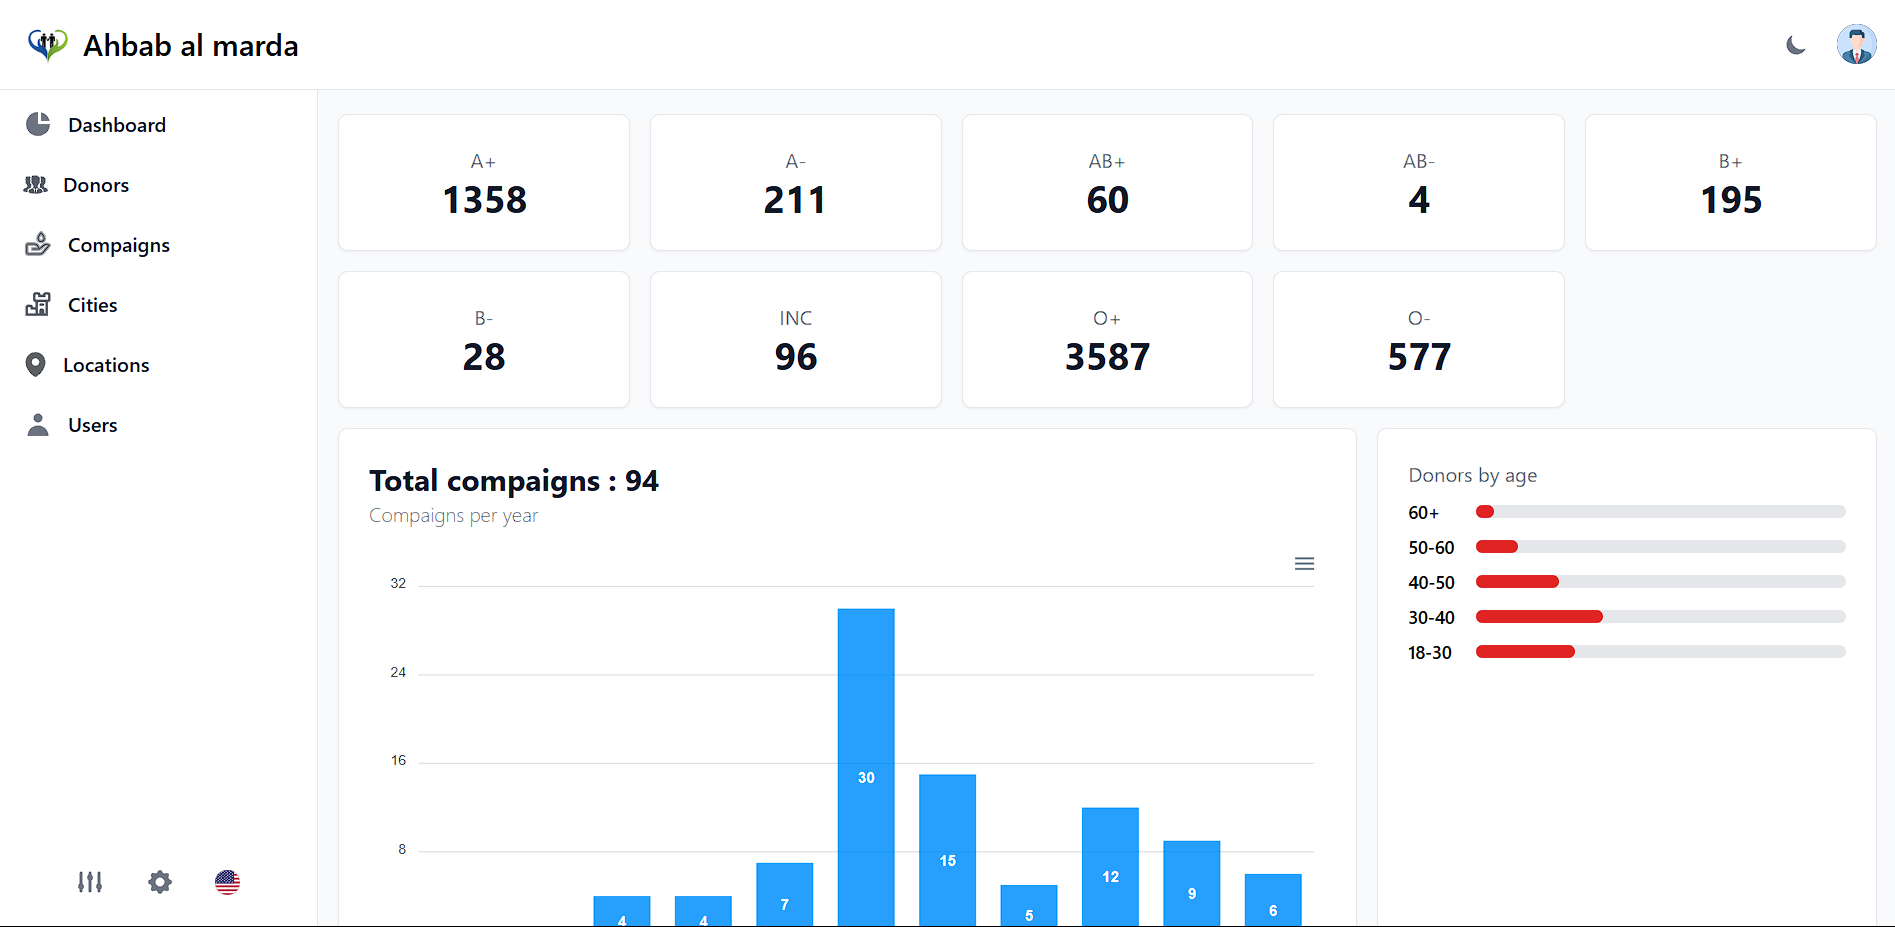 Ahbab al marda
Dashboard
Donors
Compaigns
Cities
Locations
Users
A+
1358
A-
211
AB+
60
AB-
4
B+
195
B-
28
INC
96
O+
3587
O-
577
Total compaigns : 94
Compaigns per year
32
24
16
8
4
4
7
30
15
5
12
9
6
Donors by age
60+
50-60
40-50
30-40
18-30